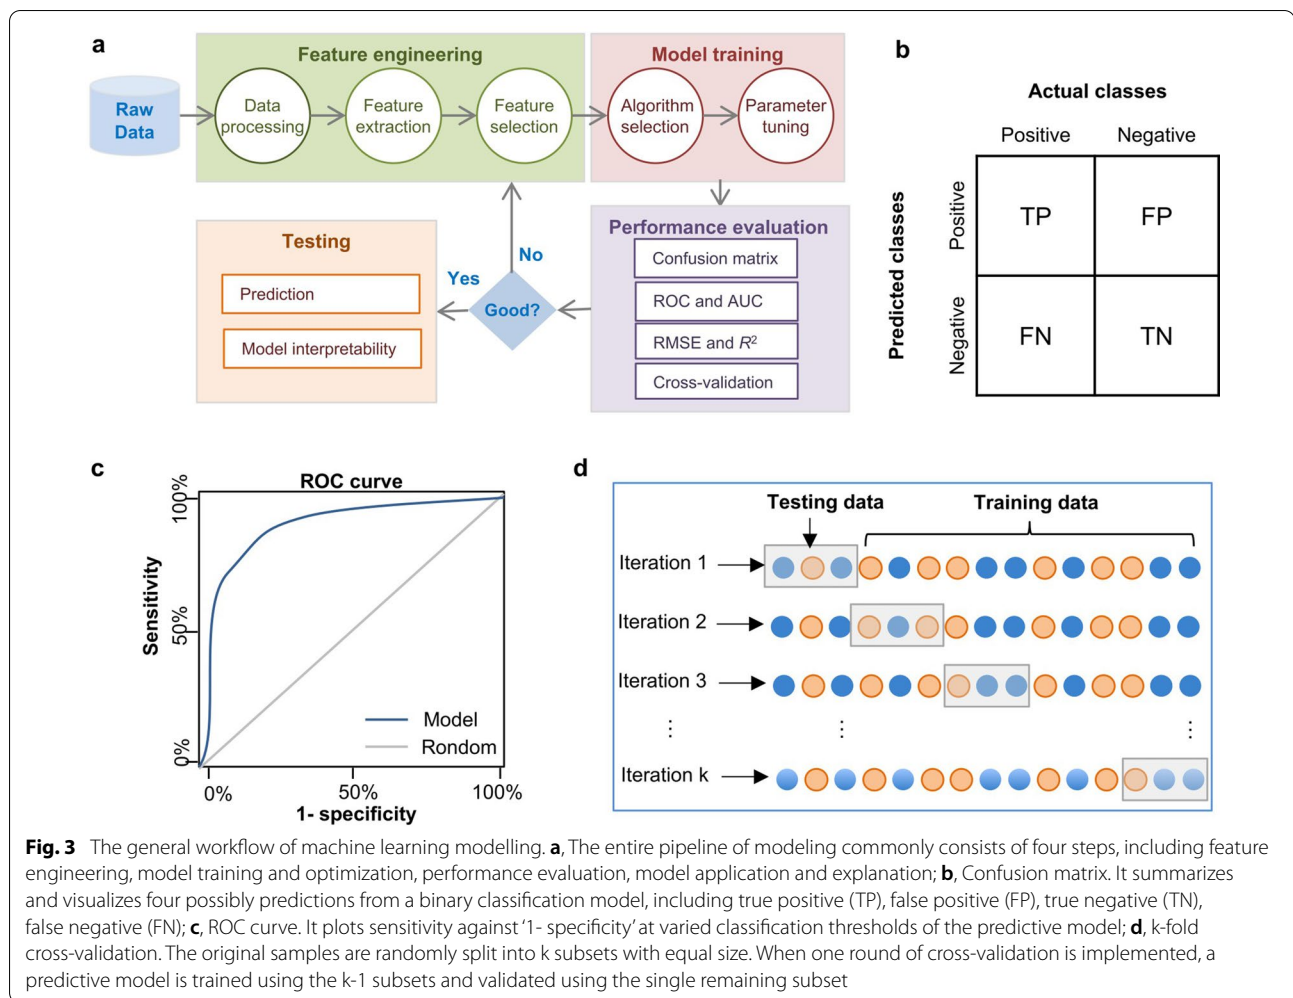 a
Feature engineering
Model training
Raw
Data
Data
processing
Feature
extraction
Feature
selection
Algorithm
selection
Parameter
tuning
Testing
Prediction
Model interpretability
Yes
No
Good?
Performance evaluation
Confusion matrix
ROC and AUC
RMSE and R²
Cross-validation
b
Actual classes
Positive Negative
Predicted classes
Positive
Negative
TP FP
FN TN
c
ROC curve
Sensitivity
100%
50%
0%
Model
Rondom
0% 50% 100%
1- specificity
d
Testing data Training data
Iteration 1
Iteration 2
Iteration 3
⋮ ⋮ ⋮
Iteration k
Fig. 3 The general workflow of machine learning modelling. a, The entire pipeline of modeling commonly consists of four steps, including feature
engineering, model training and optimization, performance evaluation, model application and explanation; b, Confusion matrix. It summarizes
and visualizes four possibly predictions from a binary classification model, including true positive (TP), false positive (FP), true negative (TN),
false negative (FN); c, ROC curve. It plots sensitivity against ‘1- specificity’ at varied classification thresholds of the predictive model; d, k-fold
cross-validation. The original samples are randomly split into k subsets with equal size. When one round of cross-validation is implemented, a
predictive model is trained using the k-1 subsets and validated using the single remaining subset